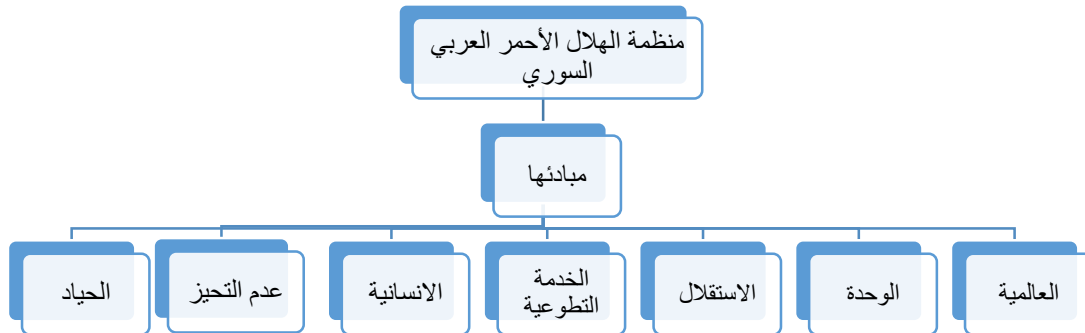 منظمة الهلال الأحمر العربي
السوري
مبادئها
العالمية
الوحدة
الاستقلال
الخدمة
التطوعية
الانسانية
عدم التحيز
الحياد